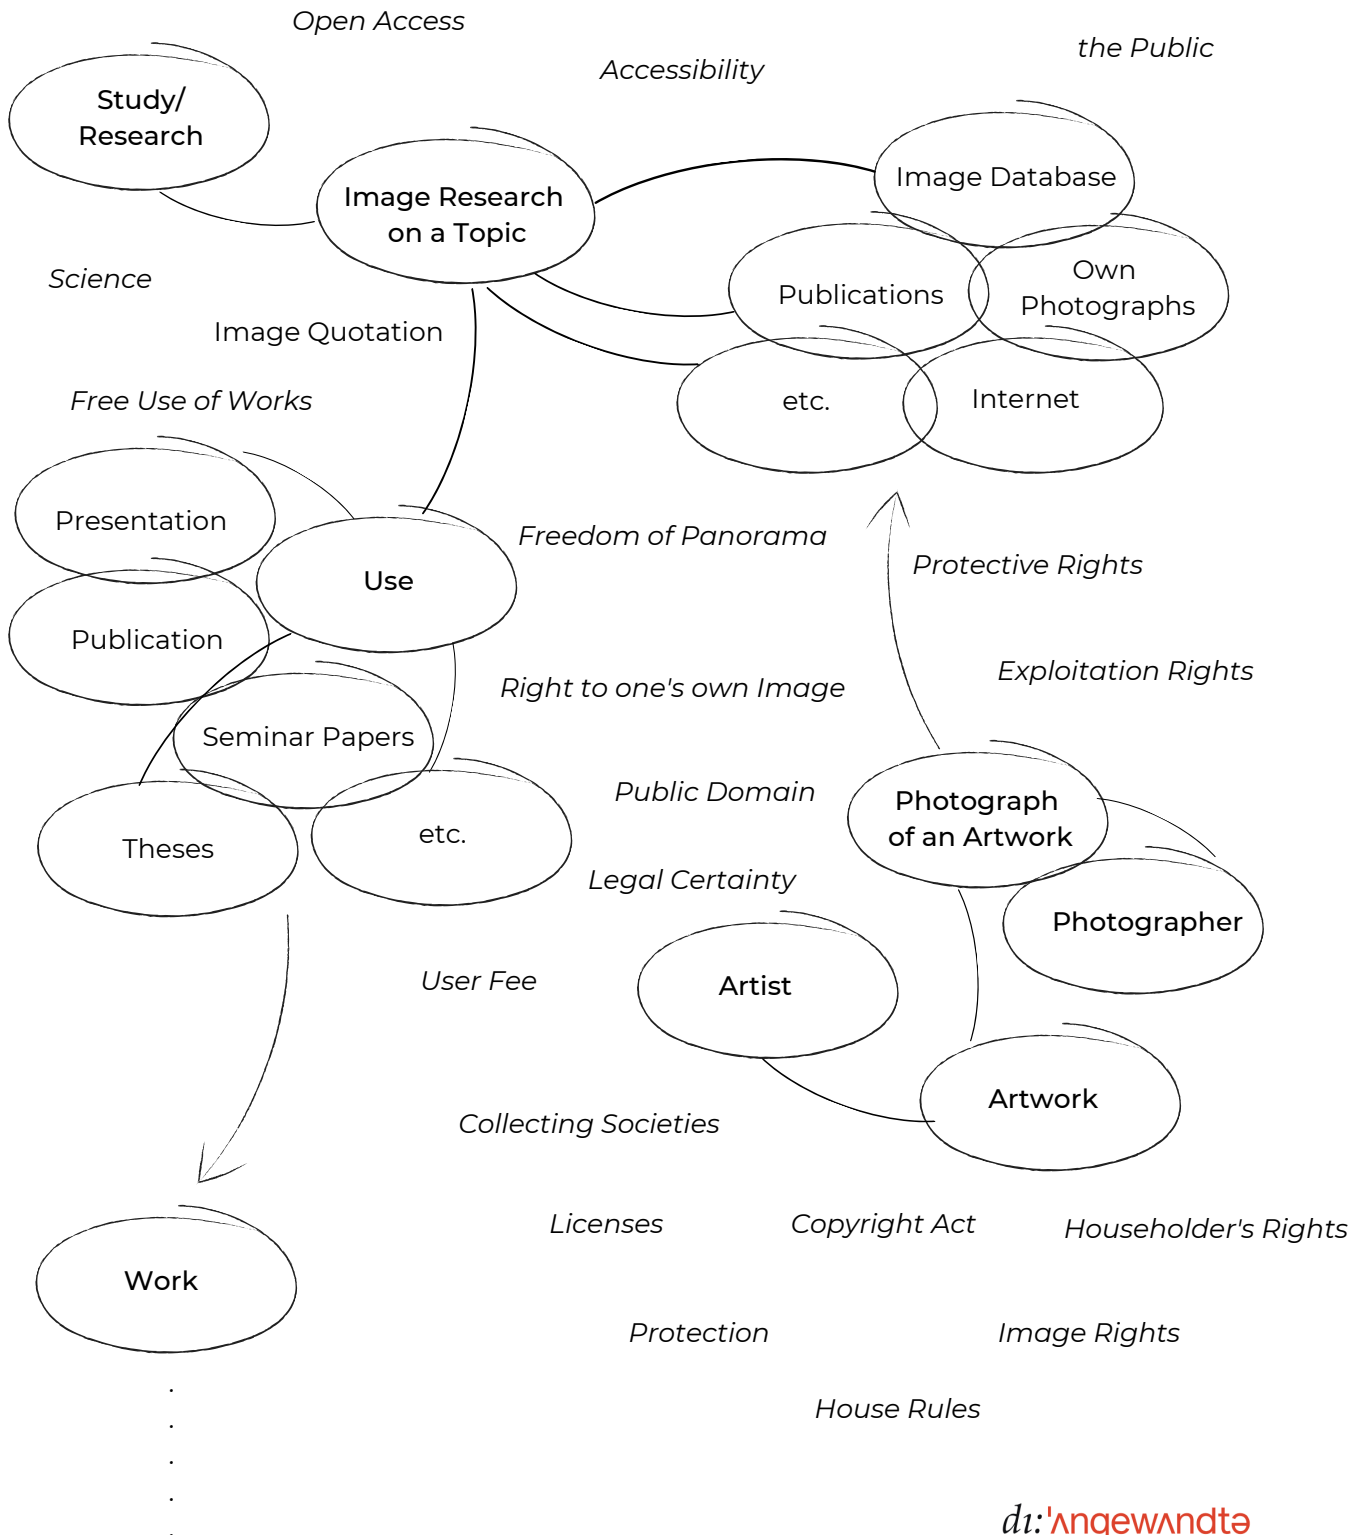 Open Access
the Public
Accessibility
Study/
Research
Image Research
on a Topic
Image Database
Own
Photographs
Publications
Science
Image Quotation
Free Use of Works
etc.
Internet
Presentation
Use
Freedom of Panorama
Protective Rights
Publication
Right to one's own Image
Exploitation Rights
Seminar Papers
Public Domain
Photograph
of an Artwork
Theses
etc.
Legal Certainty
Photographer
User Fee
Artist
Artwork
Collecting Societies
Licenses
Copyright Act
Householder's Rights
Work
Protection
Image Rights
House Rules
dı:'ʌngewʌndtə